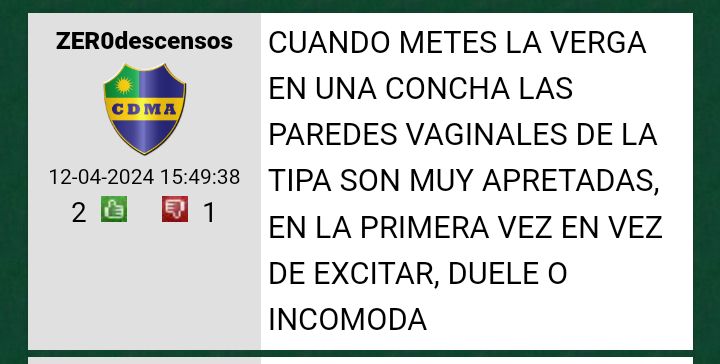 ZER0descensos
CDMA
12-04-2024 15:49:38
2 1
CUANDO METES LA VERGA
EN UNA CONCHA LAS
PAREDES VAGINALES DE LA
TIPA SON MUY APRETADAS,
EN LA PRIMERA VEZ EN VEZ
DE EXCITAR, DUELE O
INCOMODA